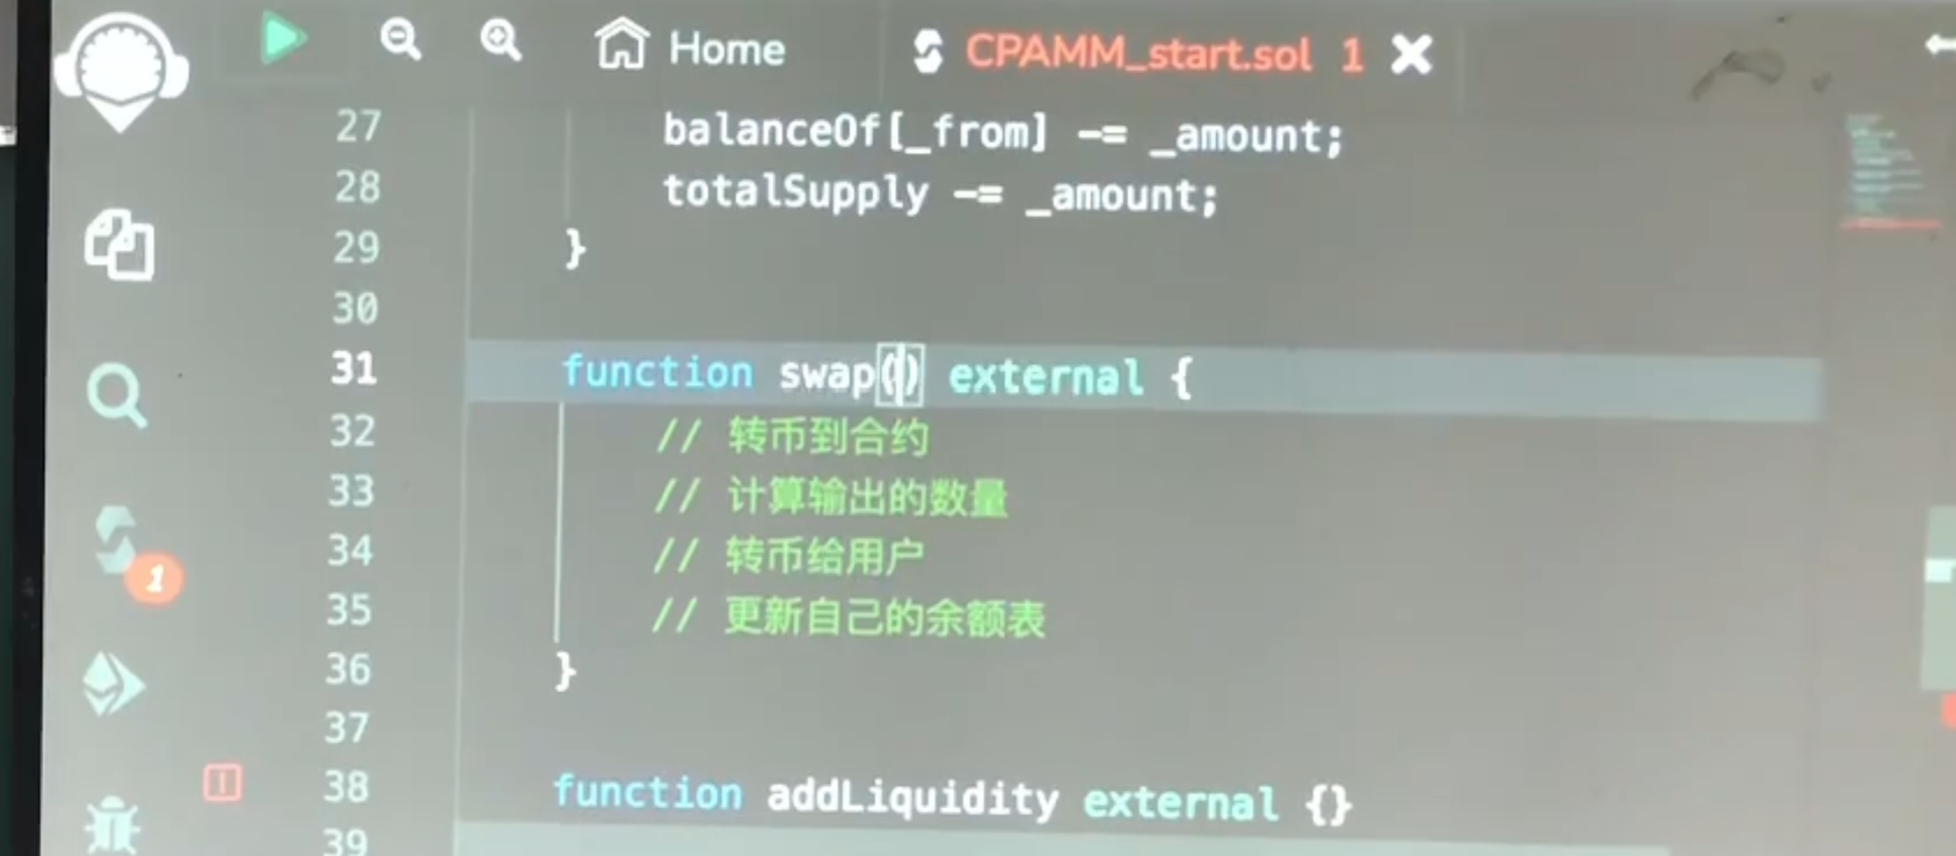 Home
CPAMM_start.sol 1
27 balanceOf[_from] -= _amount;
28 totalSupply -= _amount;
29 }
30
31 function swap() external {
32 // 转币到合约
33 // 计算输出的数量
34 // 转币给用户
35 // 更新自己的余额表
36 }
37
38 function addLiquidity external {}
39
1